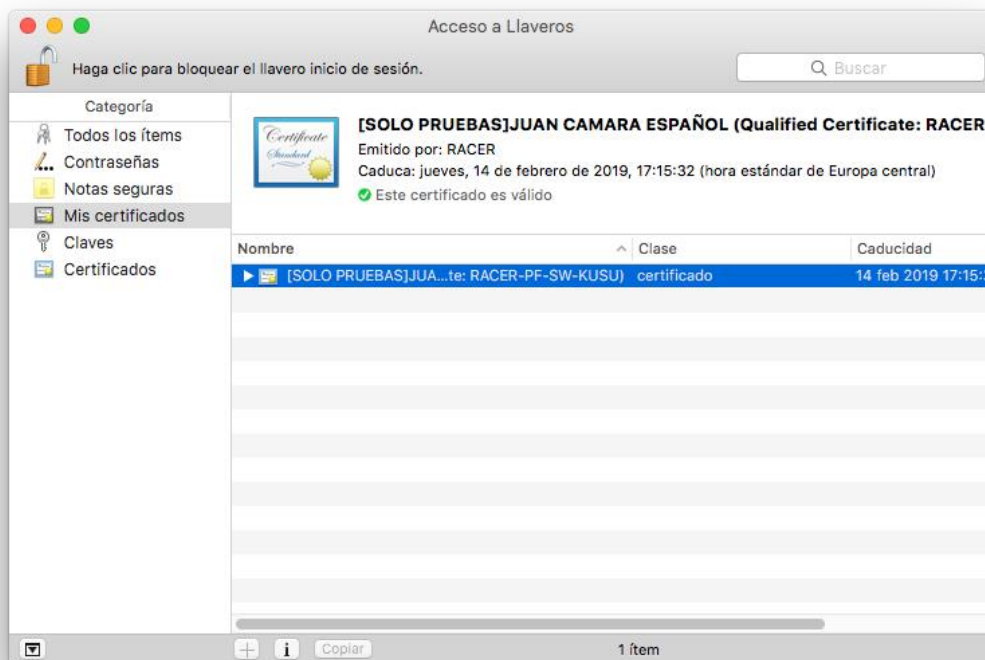 Acceso a Llaveros
Haga clic para bloquear el llavero inicio de sesión.
Buscar
Categoría
Todos los ítems
Contraseñas
Notas seguras
Mis certificados
Claves
Certificados
Certificate
Standard
[SOLO PRUEBAS]JUAN CAMARA ESPAÑOL (Qualified Certificate: RACER
Emitido por: RACER
Caduca: jueves, 14 de febrero de 2019, 17:15:32 (hora estándar de Europa central)
Este certificado es válido
Nombre Clase Caducidad
[SOLO PRUEBAS]JUA...te: RACER-PF-SW-KUSU) certificado 14 feb 2019 17:15:
Copiar
1 ítem